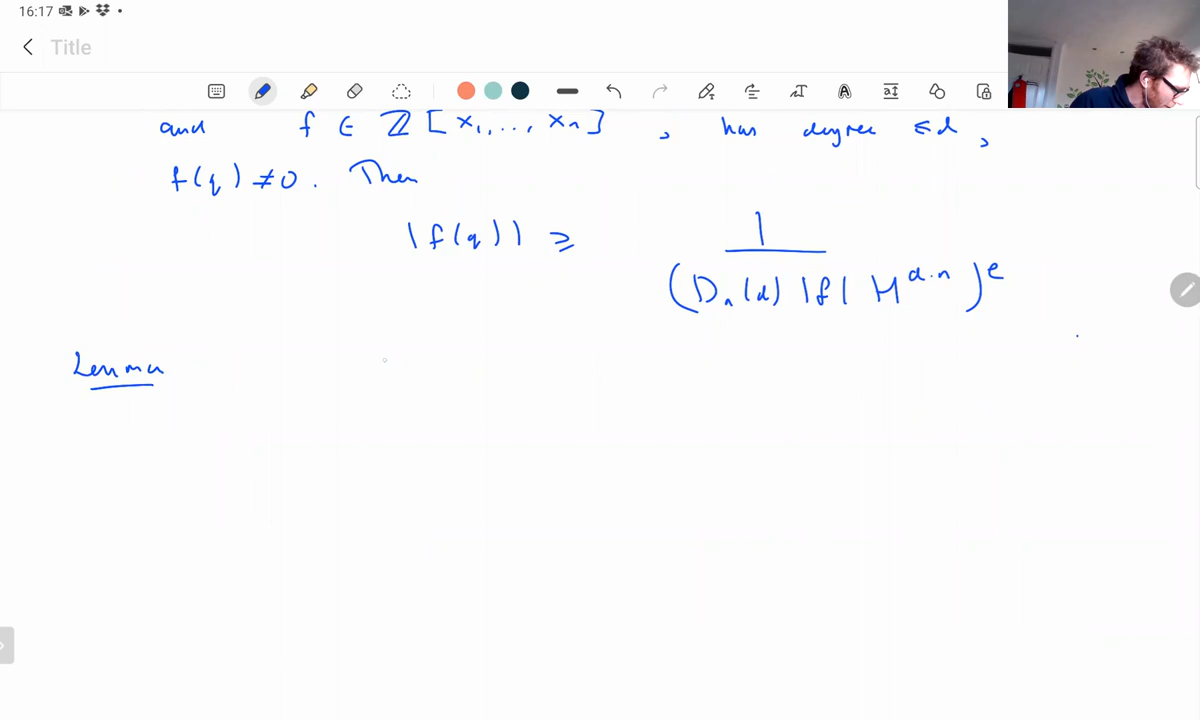 16:17
Title
and f ∈ ℤ [ x₁, ..., xₙ ] , has degree ≤ d ,
f(q) ≠ 0 . Then
|f(q)| ≥ 1 / (Dₙ(d) |f| H^{d·n})^e
Lemma